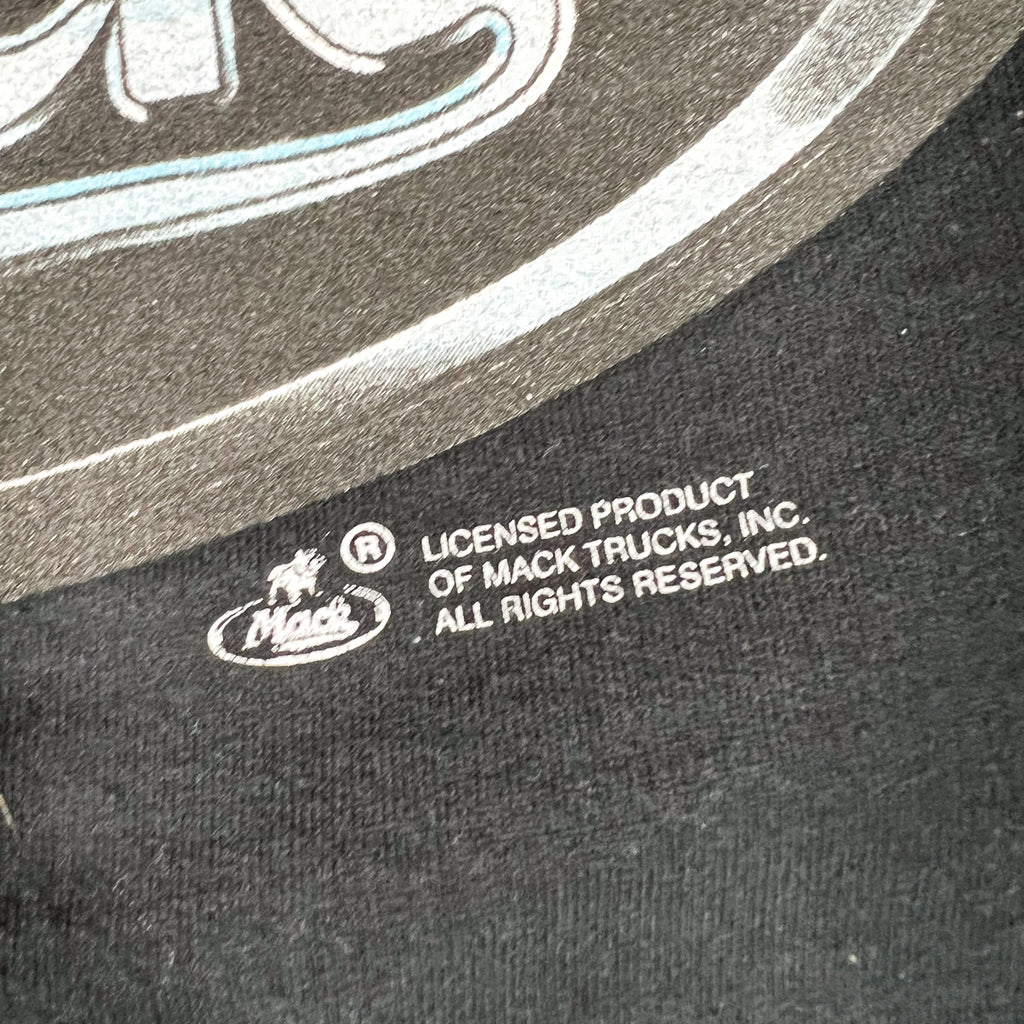 ®
LICENSED PRODUCT
OF MACK TRUCKS, INC.
ALL RIGHTS RESERVED.
Mack